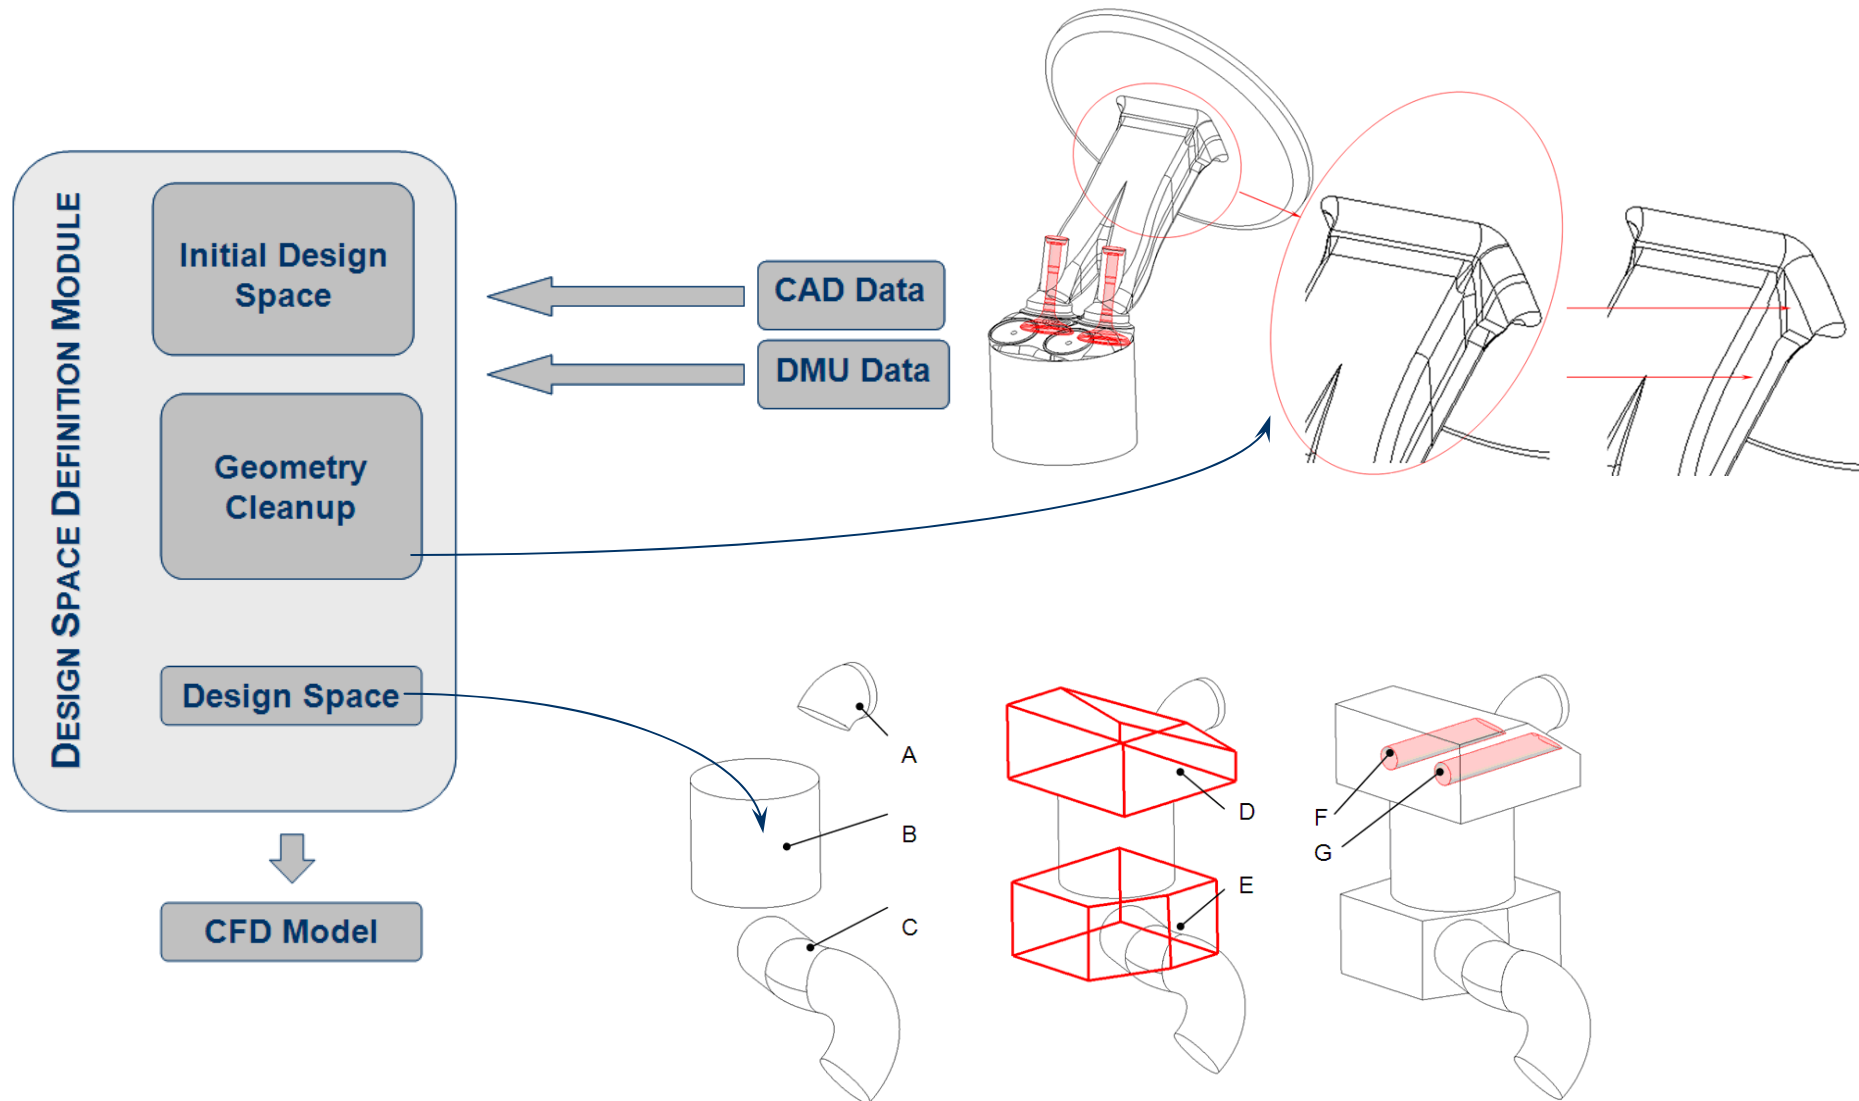 DESIGN SPACE DEFINITION MODULE
Initial Design
Space
Geometry
Cleanup
Design Space
CFD Model
CAD Data
DMU Data
A
B
C
D
E
F
G